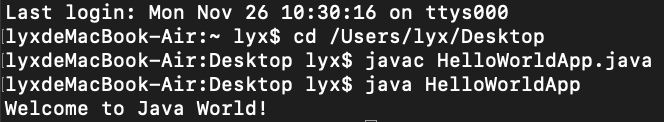 Last login: Mon Nov 26 10:30:16 on ttys000
lyxdeMacBook-Air:~ lyx$ cd /Users/lyx/Desktop
[lyxdeMacBook-Air:Desktop lyx$ javac HelloWorldApp.java
[lyxdeMacBook-Air:Desktop lyx$ java HelloWorldApp
Welcome to Java World!